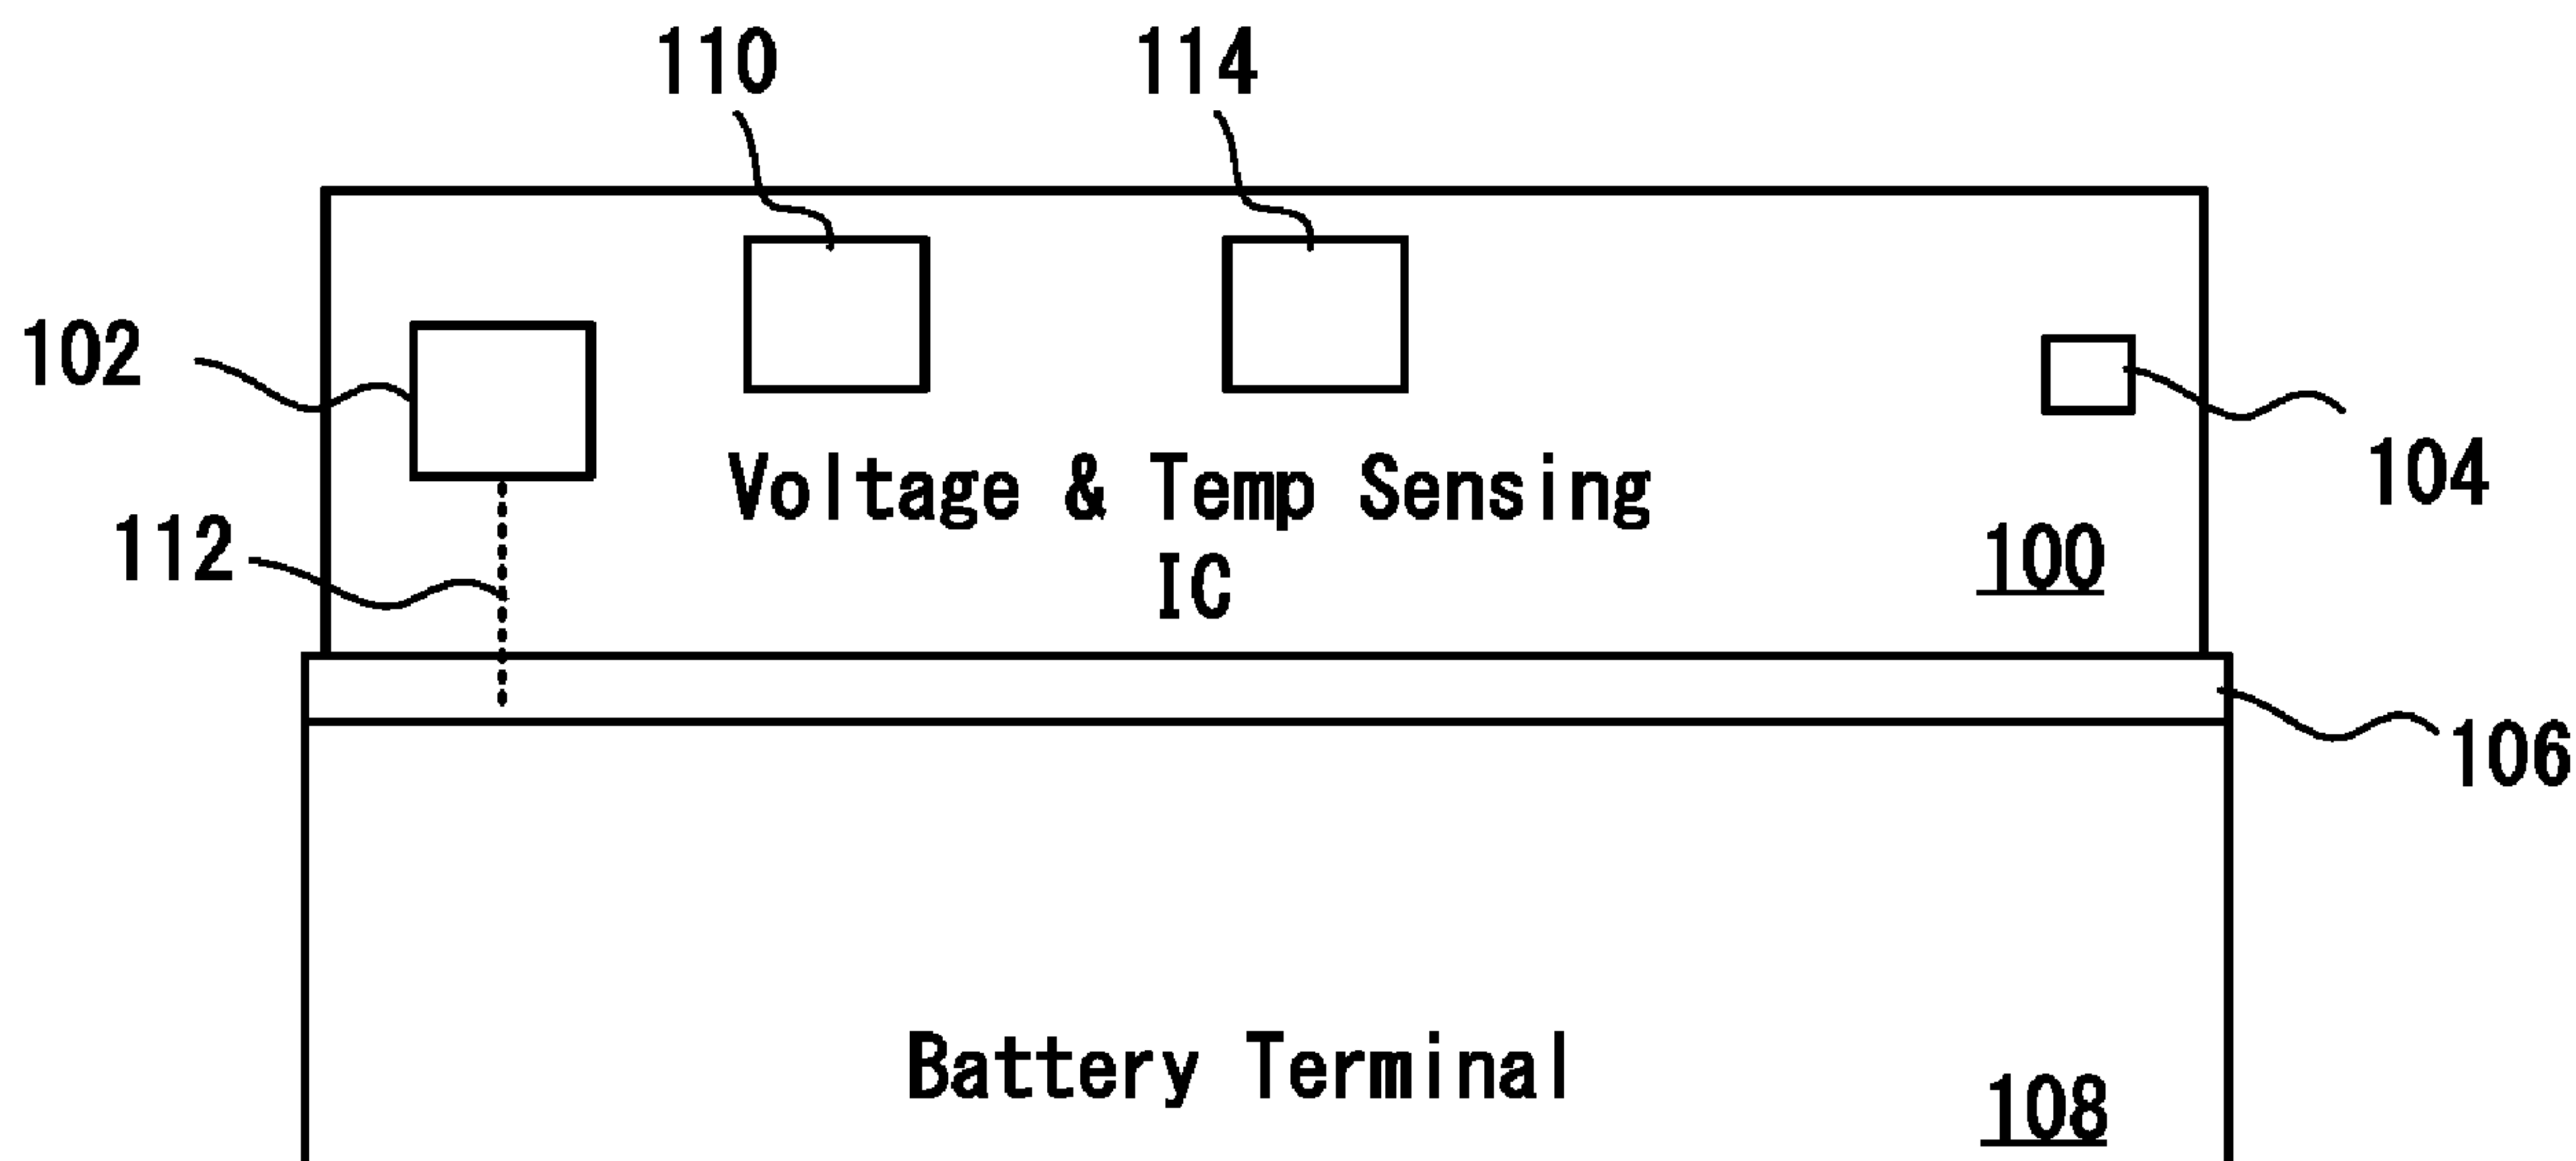 110
114
102
104
Voltage & Temp Sensing
IC
112
100
106
Battery Terminal
108